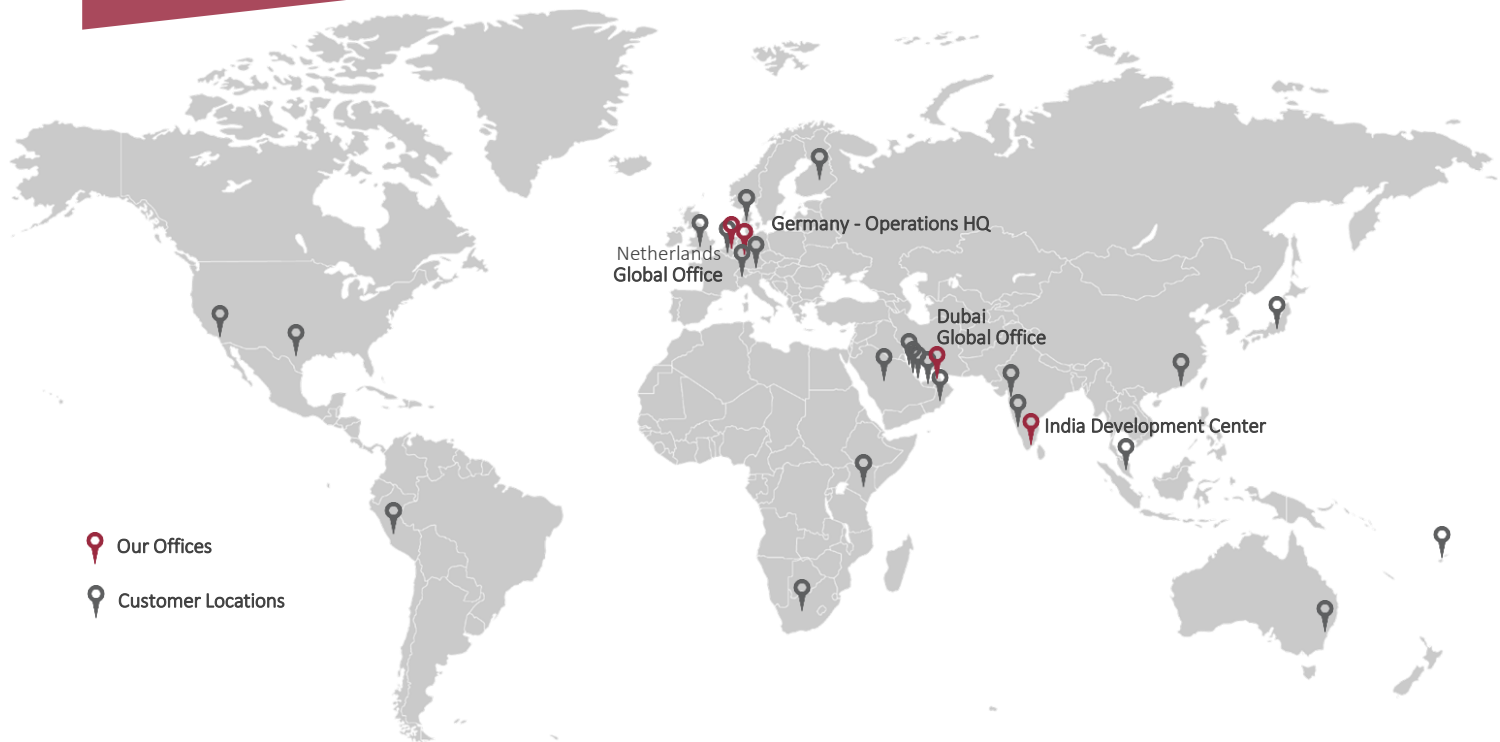 Germany - Operations HQ
Netherlands
Global Office
Dubai
Global Office
India Development Center
Our Offices
Customer Locations